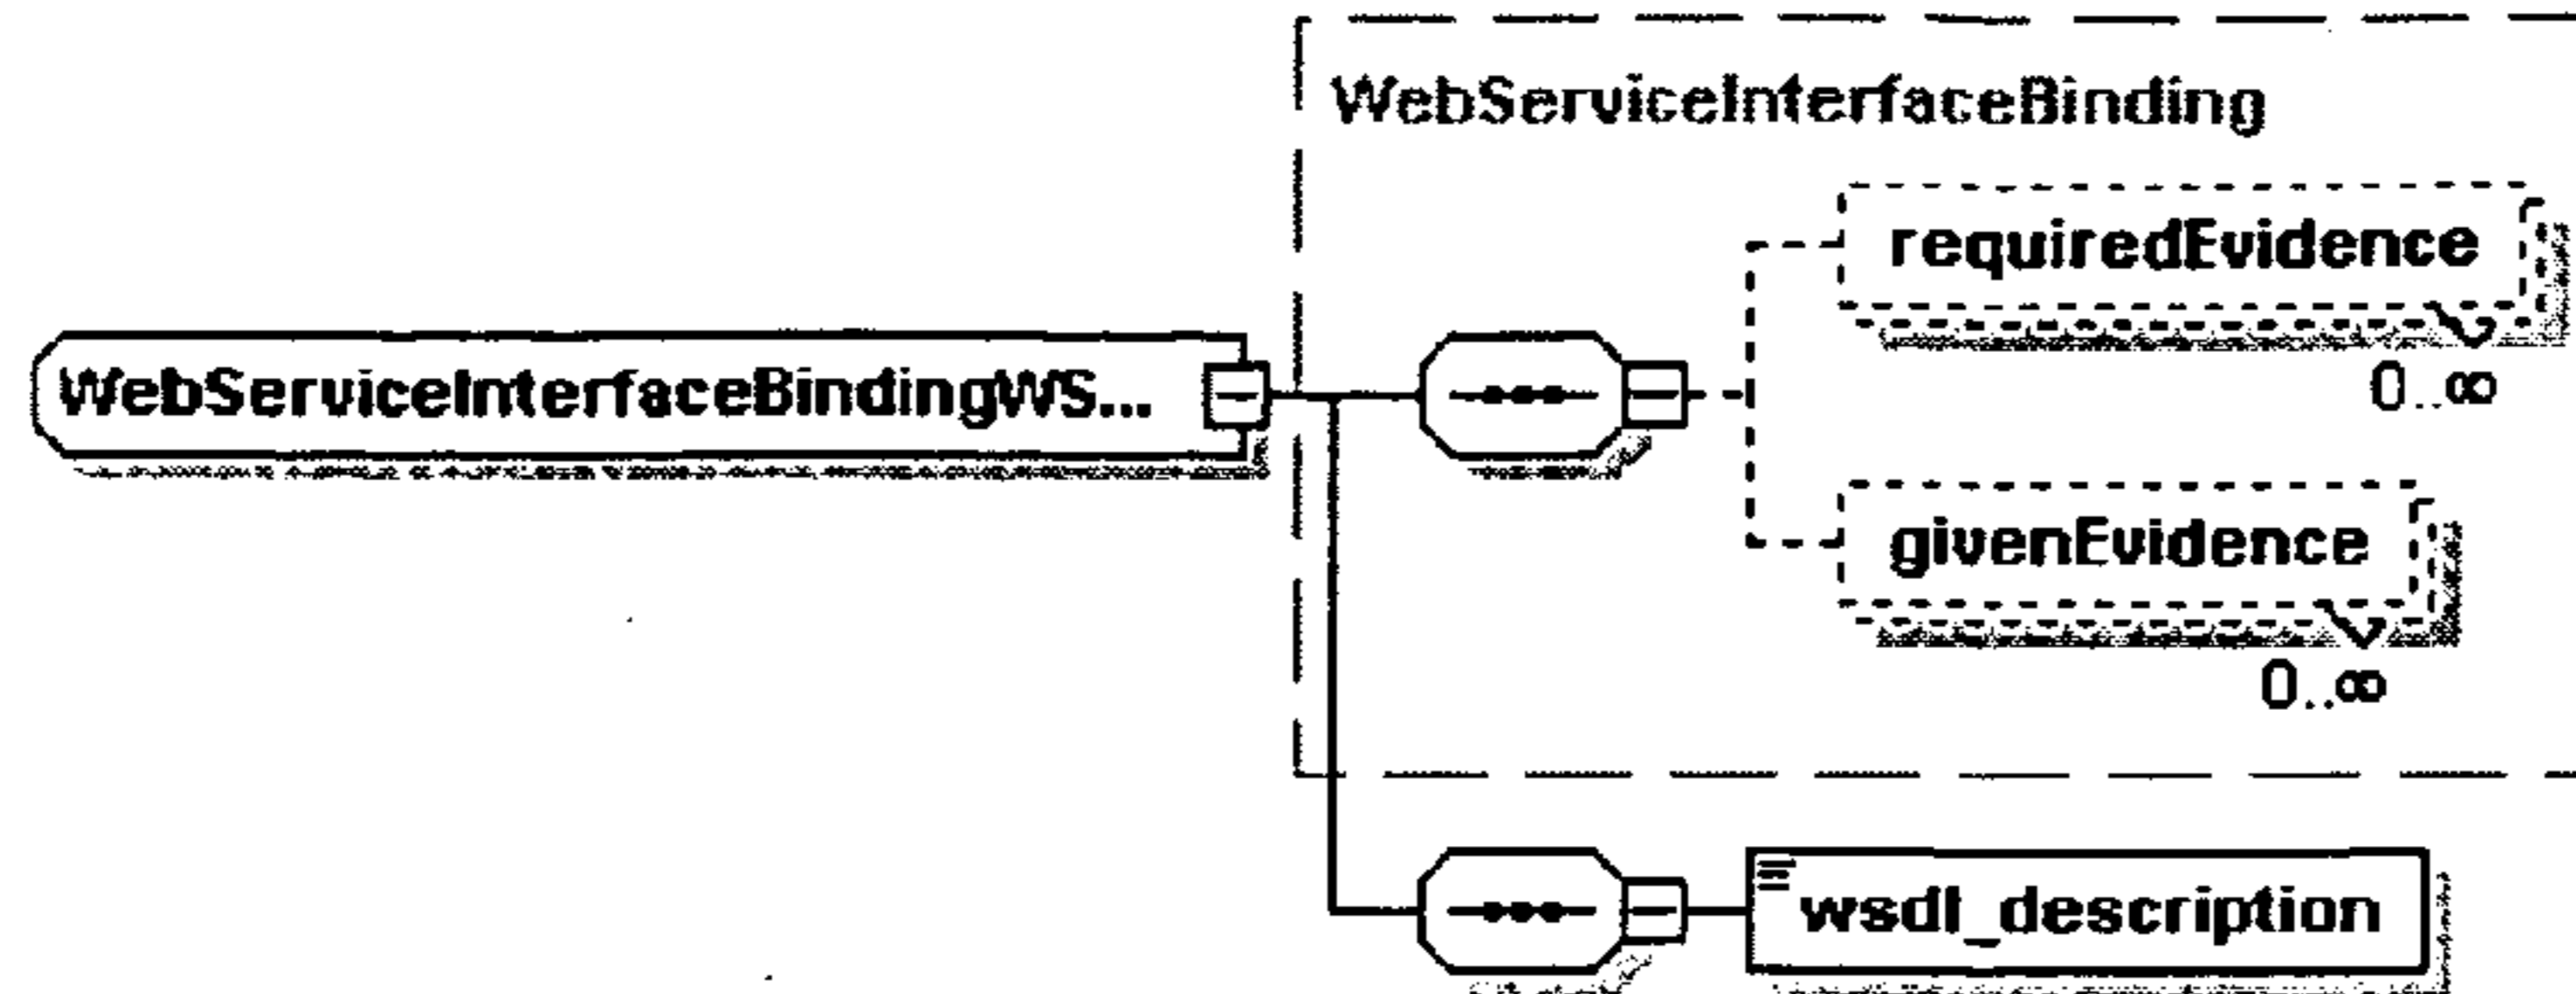 WebServiceInterfaceBinding
requiredEvidence
0..∞
WebServiceInterfaceBindingWS...
givenEvidence
0..∞
wsdl_description